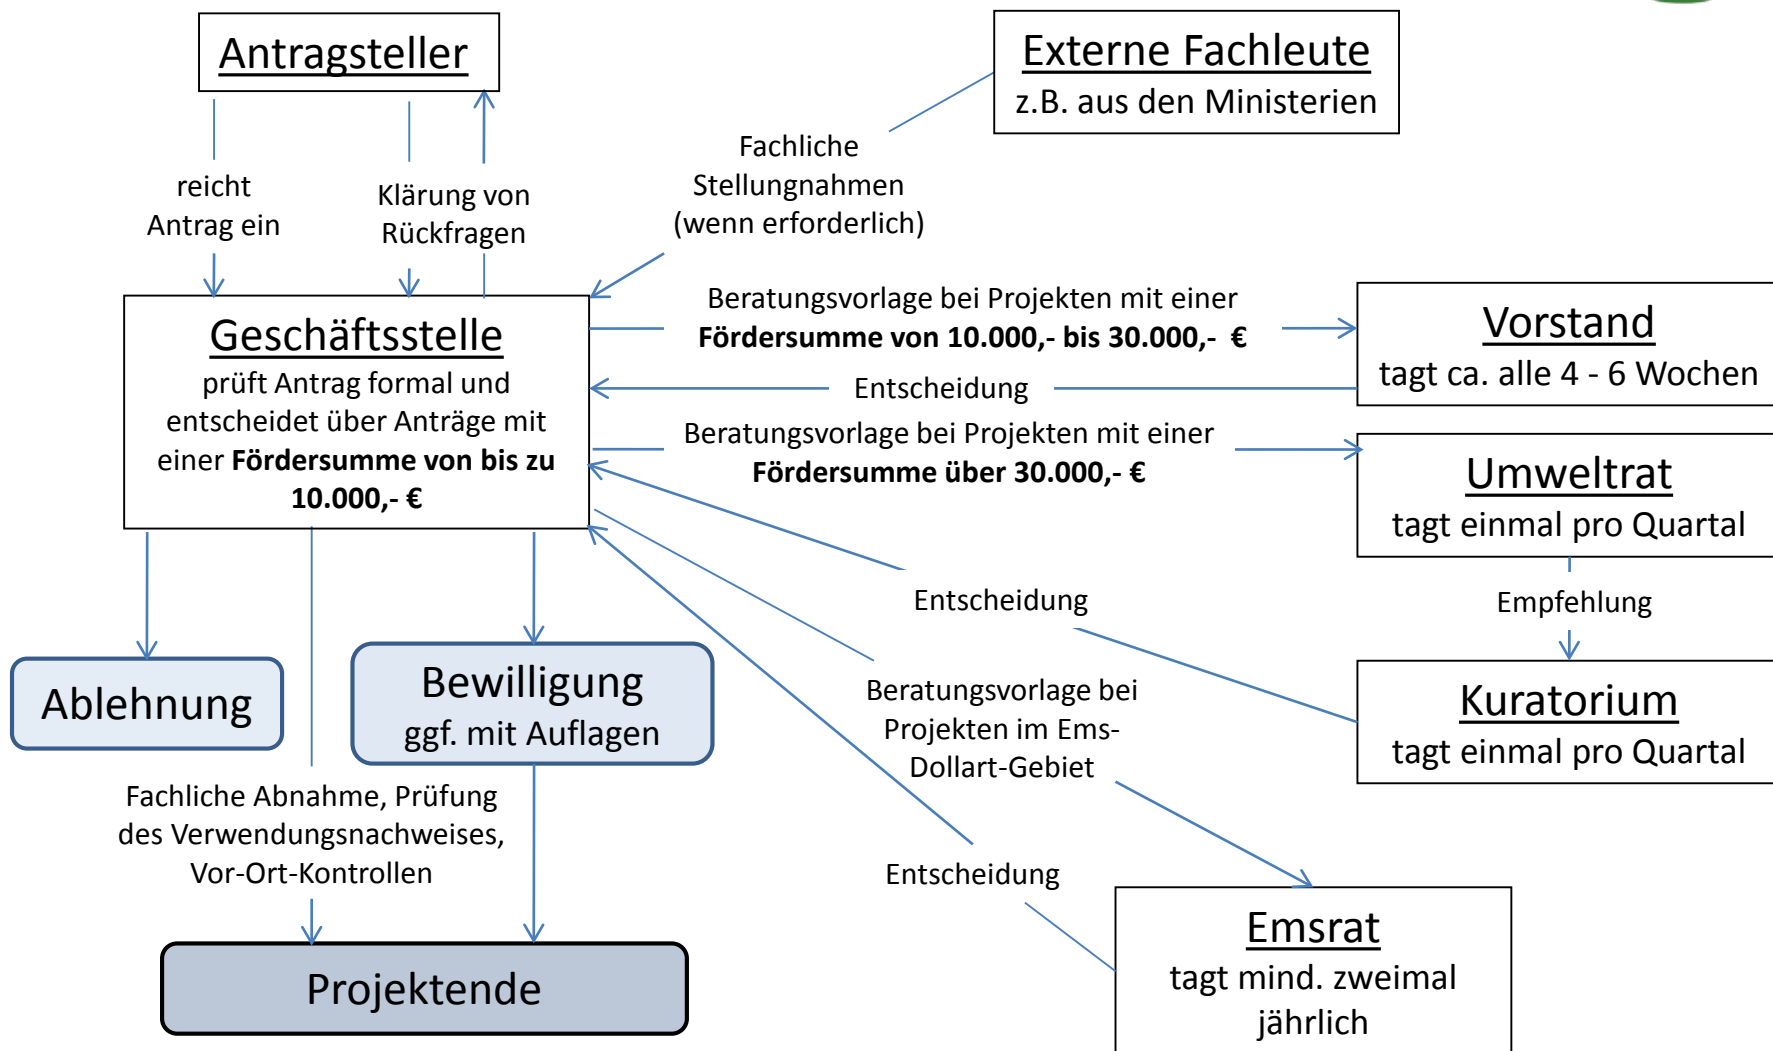 Antragsteller
Externe Fachleute
z.B. aus den Ministerien
reicht
Antrag ein
Klärung von
Rückfragen
Fachliche
Stellungnahmen
(wenn erforderlich)
Geschäftsstelle
prüft Antrag formal und
entscheidet über Anträge mit
einer Fördersumme von bis zu
10.000,- €
Beratungsvorlage bei Projekten mit einer
Fördersumme von 10.000,- bis 30.000,- €
Entscheidung
Vorstand
tagt ca. alle 4 - 6 Wochen
Beratungsvorlage bei Projekten mit einer
Fördersumme über 30.000,- €
Umweltrat
tagt einmal pro Quartal
Empfehlung
Kuratorium
tagt einmal pro Quartal
Entscheidung
Ablehnung
Bewilligung
ggf. mit Auflagen
Beratungsvorlage bei
Projekten im Ems-
Dollart-Gebiet
Fachliche Abnahme, Prüfung
des Verwendungsnachweises,
Vor-Ort-Kontrollen
Entscheidung
Emsrat
tagt mind. zweimal
jährlich
Projektende